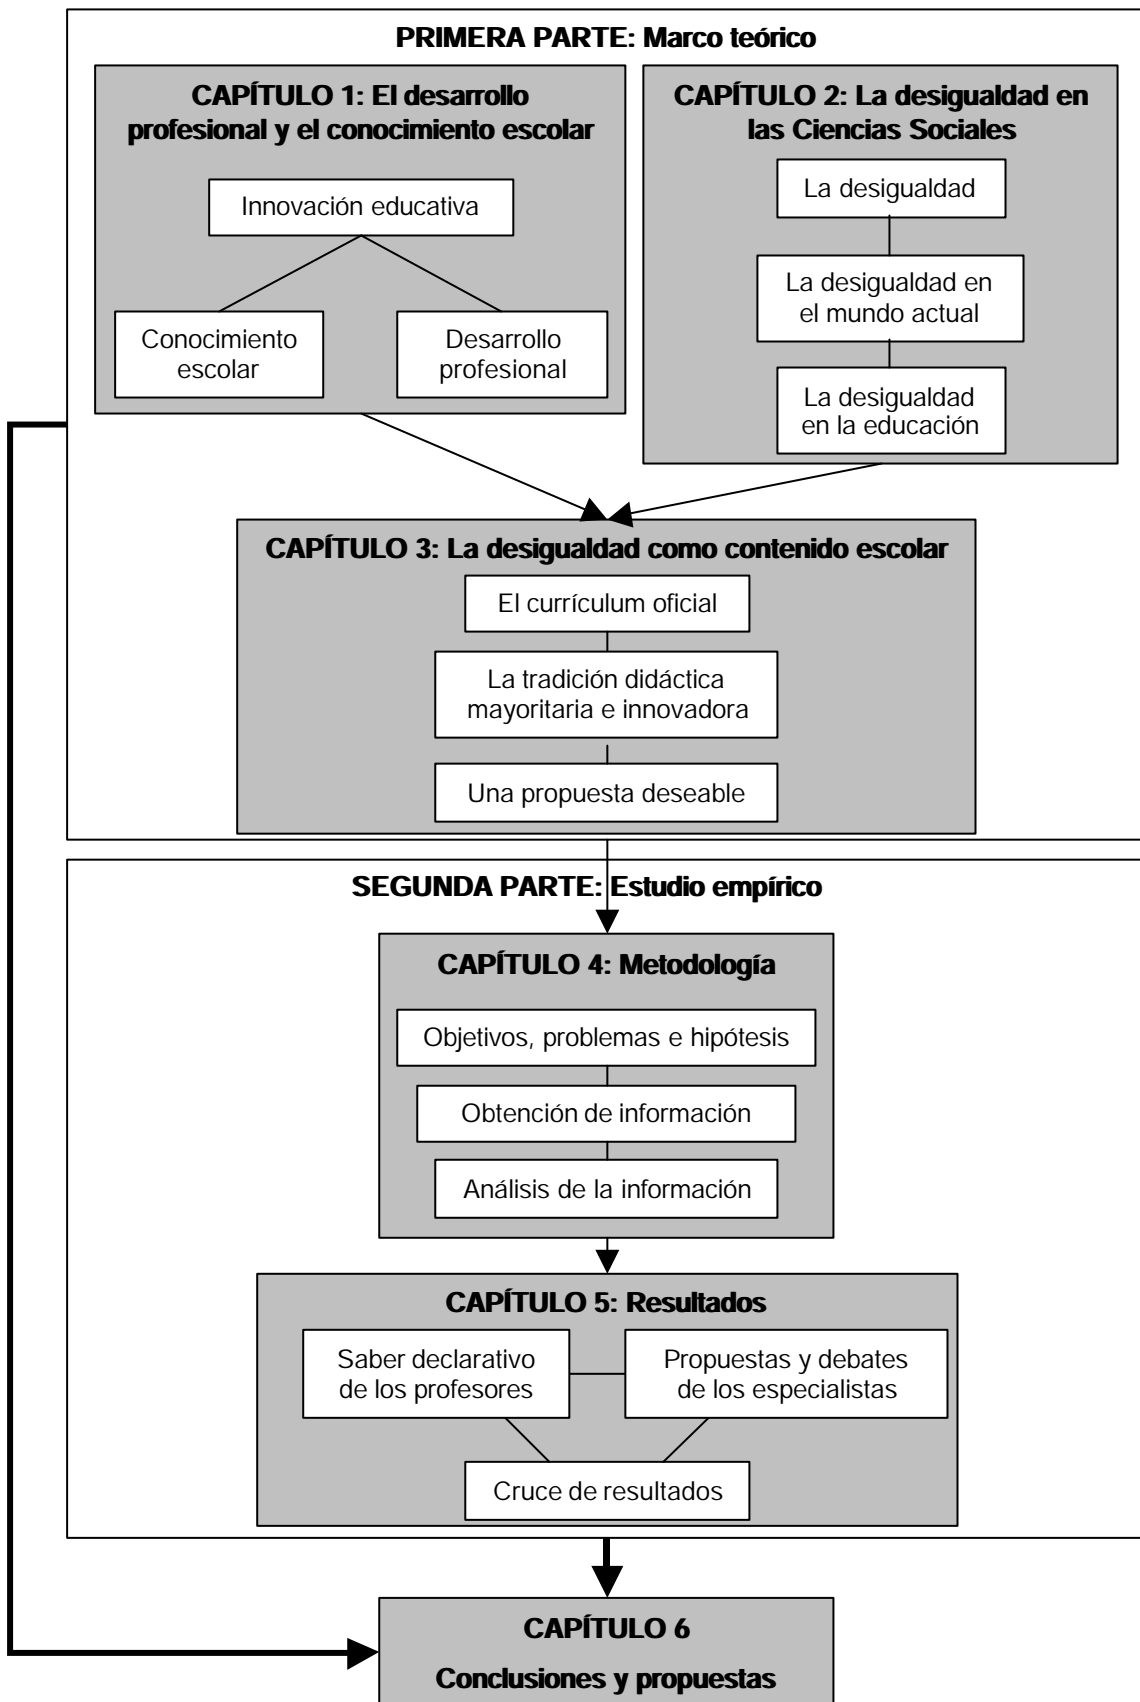 PRIMERA PARTE: Marco teórico
CAPÍTULO 1: El desarrollo
profesional y el conocimiento escolar
Innovación educativa
Conocimiento
escolar
Desarrollo
profesional
CAPÍTULO 2: La desigualdad en
las Ciencias Sociales
La desigualdad
La desigualdad en
el mundo actual
La desigualdad
en la educación
CAPÍTULO 3: La desigualdad como contenido escolar
El currículum oficial
La tradición didáctica
mayoritaria e innovadora
Una propuesta deseable
SEGUNDA PARTE: Estudio empírico
CAPÍTULO 4: Metodología
Objetivos, problemas e hipótesis
Obtención de información
Análisis de la información
CAPÍTULO 5: Resultados
Saber declarativo
de los profesores
Propuestas y debates
de los especialistas
Cruce de resultados
CAPÍTULO 6
Conclusiones y propuestas